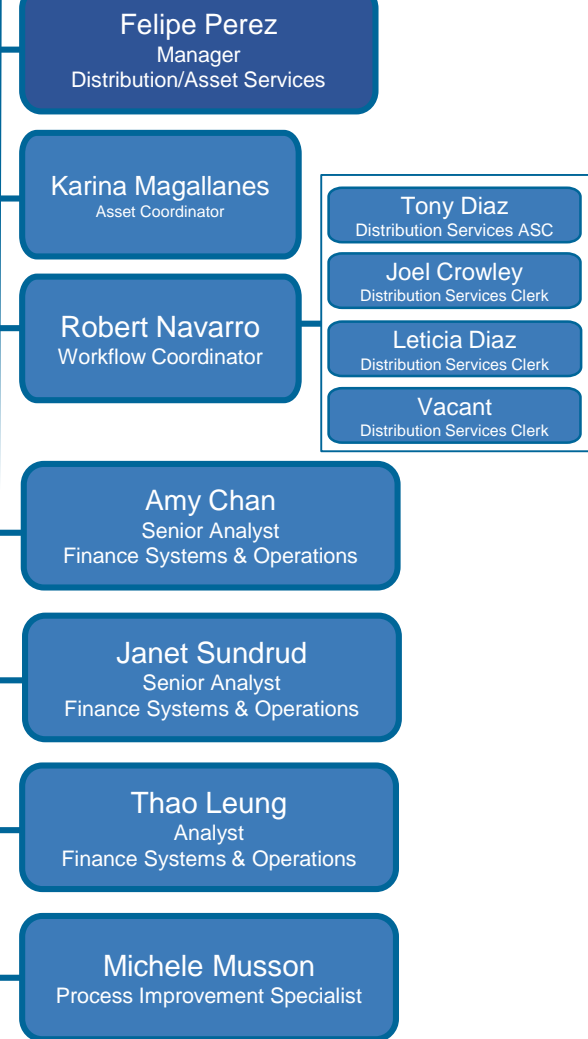 Felipe Perez
Manager
Distribution/Asset Services
Karina Magallanes
Asset Coordinator
Robert Navarro
Workflow Coordinator
Tony Diaz
Distribution Services ASC
Joel Crowley
Distribution Services Clerk
Leticia Diaz
Distribution Services Clerk
Vacant
Distribution Services Clerk
Amy Chan
Senior Analyst
Finance Systems & Operations
Janet Sundrud
Senior Analyst
Finance Systems & Operations
Thao Leung
Analyst
Finance Systems & Operations
Michele Musson
Process Improvement Specialist